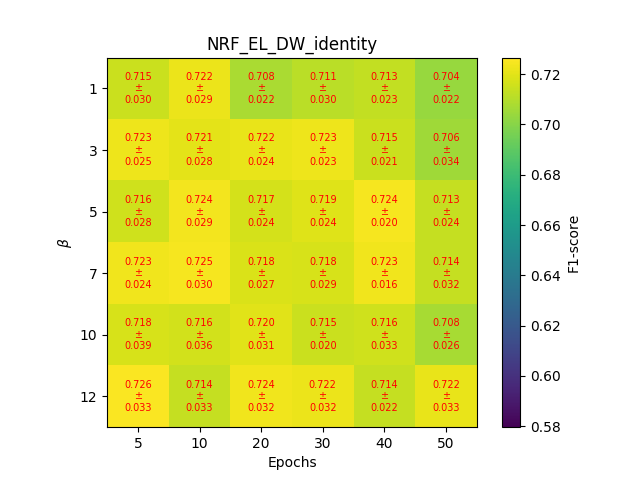 NRF_EL_DW_identity
1
0.715 0.722 0.708 0.711 0.713 0.704
± ± ± ± ± ±
0.030 0.029 0.022 0.030 0.023 0.022
3
0.723 0.721 0.722 0.723 0.715 0.706
± ± ± ± ± ±
0.025 0.028 0.024 0.023 0.021 0.034
5
0.716 0.724 0.717 0.719 0.724 0.713
± ± ± ± ± ±
0.028 0.029 0.024 0.024 0.020 0.024
7
0.723 0.725 0.718 0.718 0.723 0.714
± ± ± ± ± ±
0.024 0.030 0.027 0.029 0.016 0.032
10
0.718 0.716 0.720 0.715 0.716 0.708
± ± ± ± ± ±
0.039 0.036 0.031 0.020 0.033 0.026
12
0.726 0.714 0.724 0.722 0.714 0.722
± ± ± ± ± ±
0.033 0.033 0.032 0.032 0.022 0.033
5 10 20 30 40 50
Epochs
β
0.72
0.70
0.68
0.66
0.64
0.62
0.60
0.58
F1-score